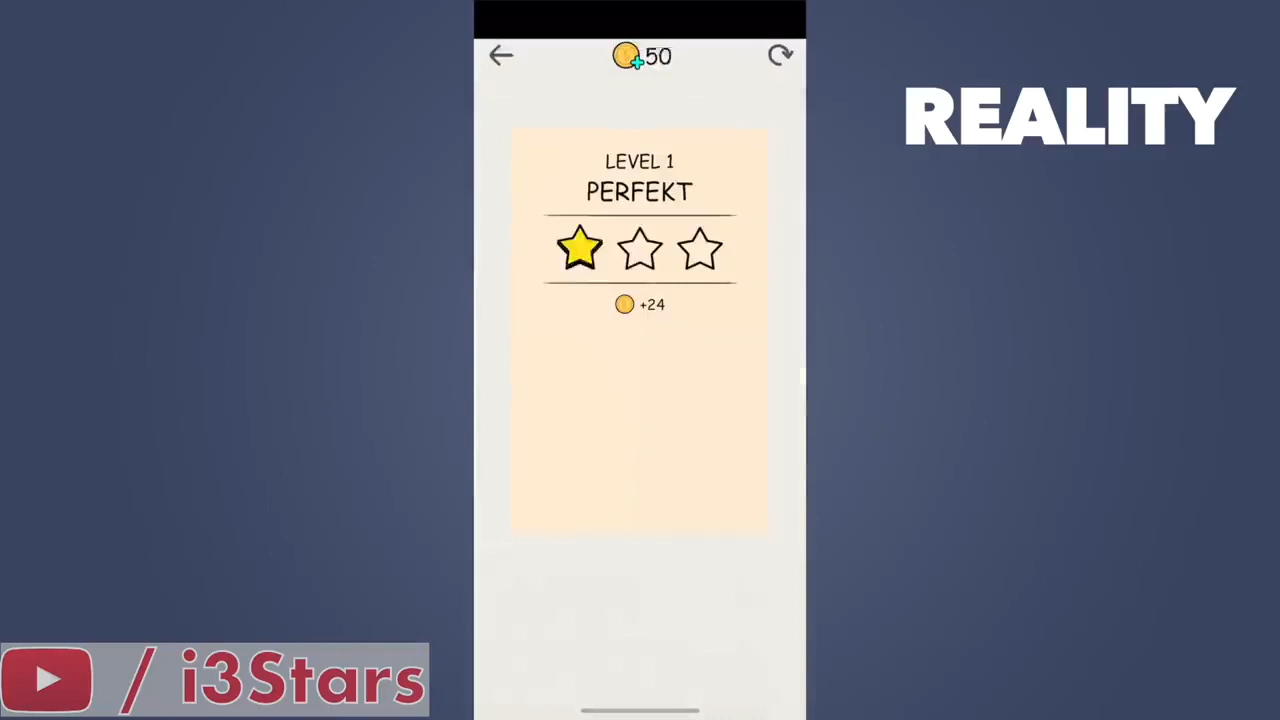 50
REALITY
LEVEL 1
PERFEKT
+24
/ i3Stars